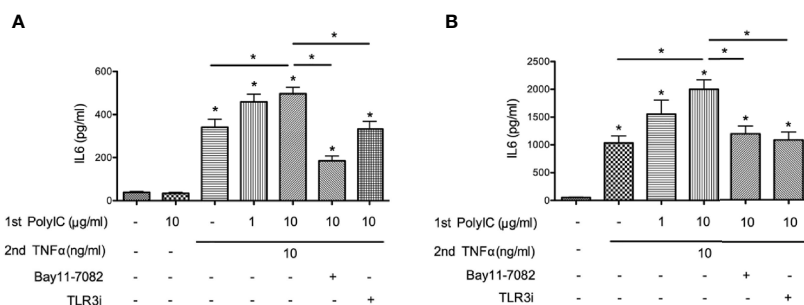 A
*
*
*
*
*
*
*
*
600
400
200
0
IL6 (pg/ml)
1st PolyIC (µg/ml) - 10 - 1 10 10 10
2nd TNFα(ng/ml) - - 10
Bay11-7082 - - - - - + -
TLR3i - - - - - - +
B
*
*
*
*
*
*
*
*
2500
2000
1500
1000
500
0
IL6 (pg/ml)
1st PolyIC (µg/ml) - - 1 10 10 10
2nd TNFα(ng/ml) - 10
Bay11-7082 - - - - + -
TLR3i - - - - - +